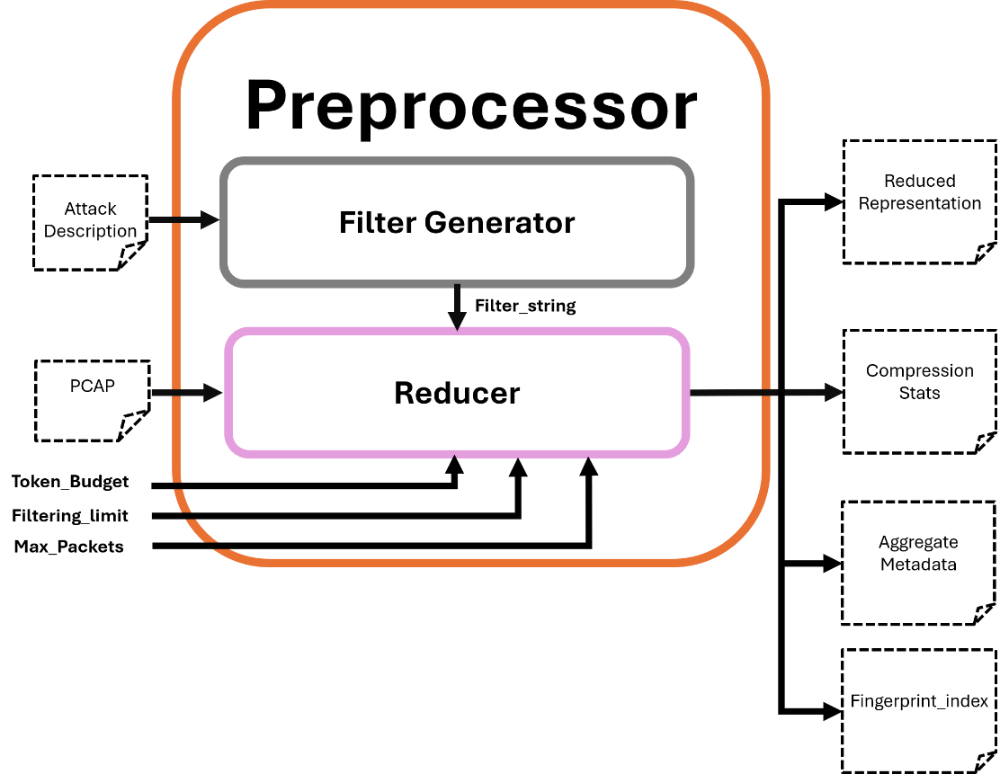 Preprocessor
Attack
Description
Filter Generator
Filter_string
PCAP
Reducer
Token_Budget
Filtering_limit
Max_Packets
Reduced
Representation
Compression
Stats
Aggregate
Metadata
Fingerprint_index